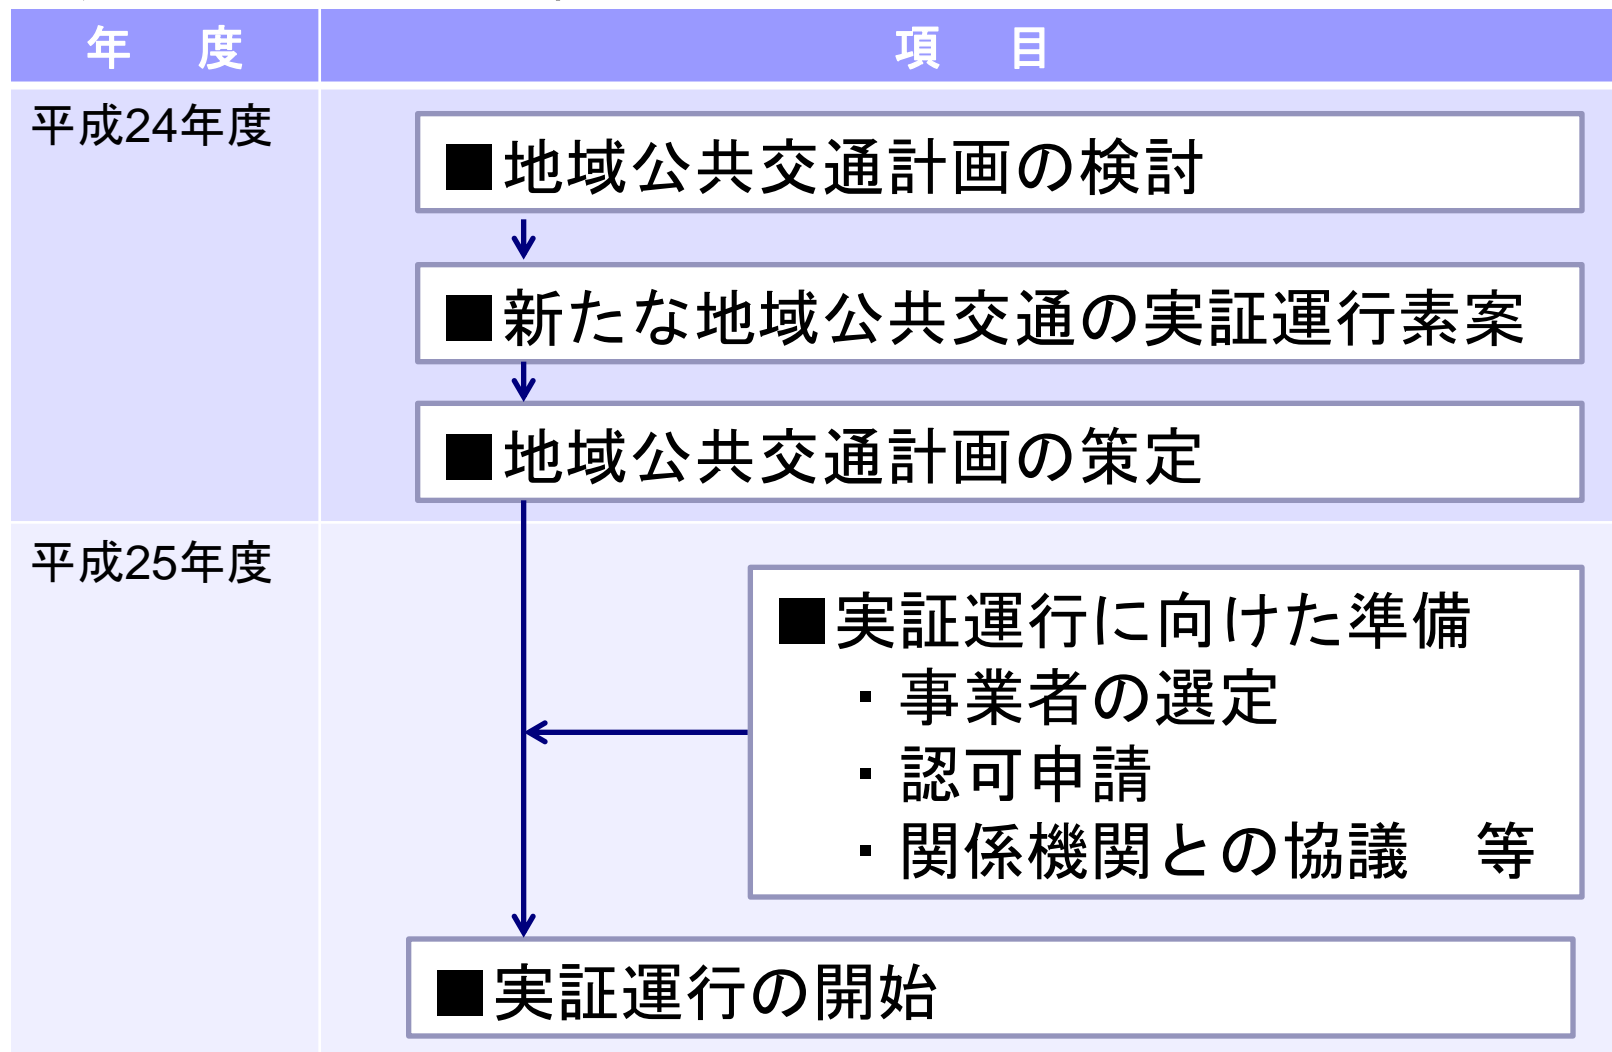 年　度
項　目
平成24年度
■地域公共交通計画の検討
■新たな地域公共交通の実証運行素案
■地域公共交通計画の策定
平成25年度
■実証運行に向けた準備
・事業者の選定
・認可申請
・関係機関との協議　等
■実証運行の開始